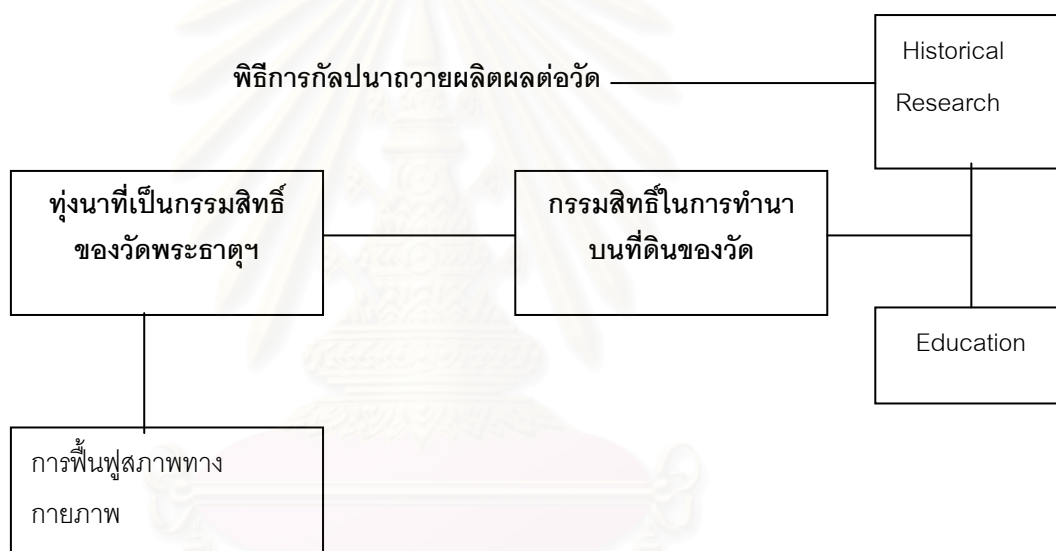 Historical
Research
พิธีการกัลปนาถวายผลิตผลต่อวัด
ทุ่งนาที่เป็นกรรมสิทธิ์
ของวัดพระธาตุฯ
กรรมสิทธิ์ในการทำนา
บนที่ดินของวัด
Education
การฟื้นฟูสภาพทาง
กายภาพ